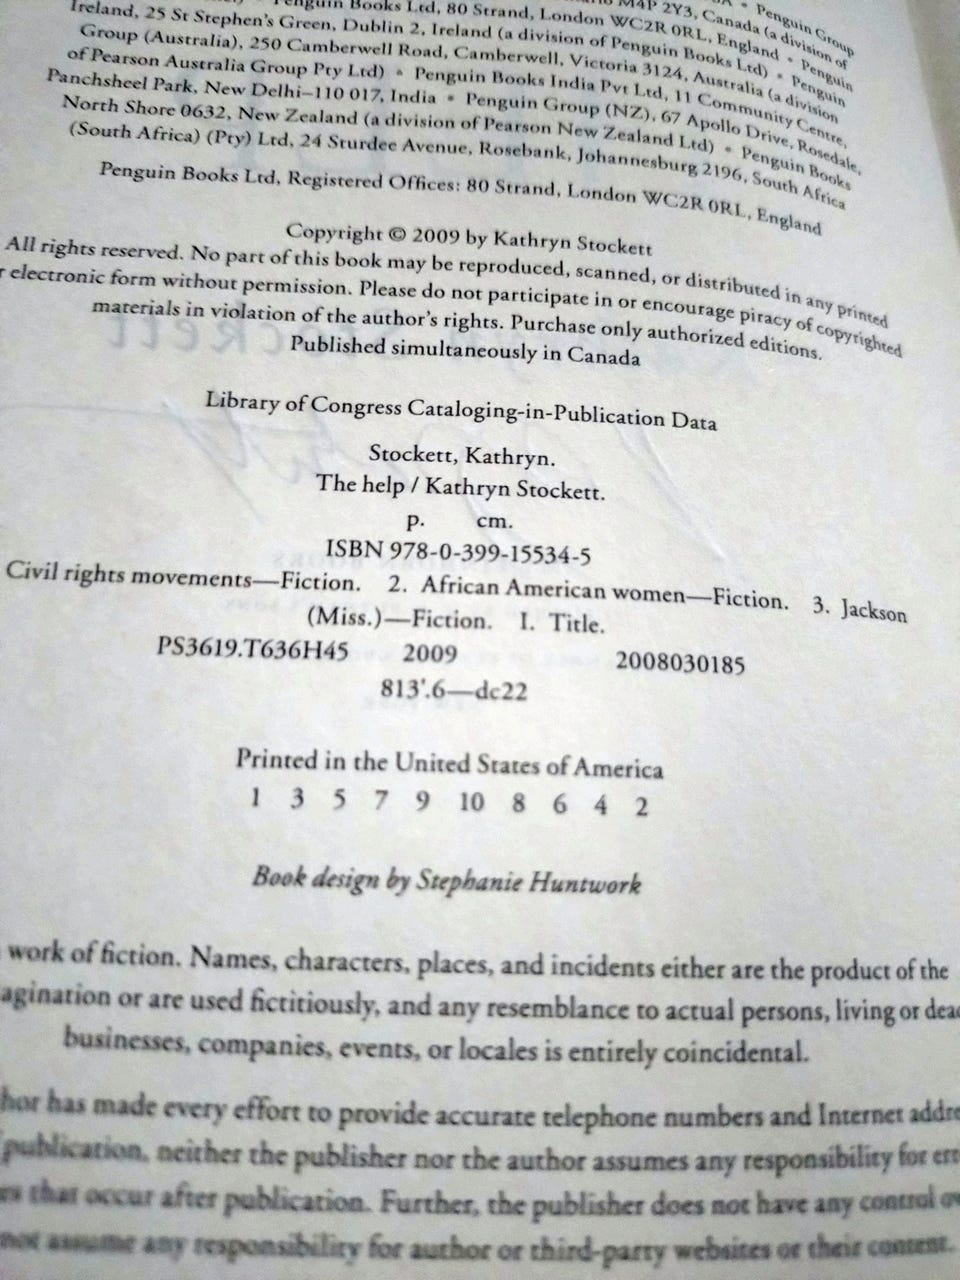 M4P 2Y3, Canada (a division of
Penguin Books Ltd, 80 Strand, London WC2R 0RL, England • Penguin
Ireland, 25 St Stephen's Green, Dublin 2, Ireland (a division of Penguin Books Ltd) • Penguin
Group (Australia), 250 Camberwell Road, Camberwell, Victoria 3124, Australia (a division
of Pearson Australia Group Pty Ltd) • Penguin Books India Pvt Ltd, 11 Community Centre,
Panchsheel Park, New Delhi–110 017, India • Penguin Group (NZ), 67 Apollo Drive, Rosedale,
North Shore 0632, New Zealand (a division of Pearson New Zealand Ltd) • Penguin Books
(South Africa) (Pty) Ltd, 24 Sturdee Avenue, Rosebank, Johannesburg 2196, South Africa
Penguin Books Ltd, Registered Offices: 80 Strand, London WC2R 0RL, England
Copyright © 2009 by Kathryn Stockett
All rights reserved. No part of this book may be reproduced, scanned, or distributed in any printed
r electronic form without permission. Please do not participate in or encourage piracy of copyrighted
materials in violation of the author's rights. Purchase only authorized editions.
Published simultaneously in Canada
Library of Congress Cataloging-in-Publication Data
Stockett, Kathryn.
The help / Kathryn Stockett.
p. cm.
ISBN 978-0-399-15534-5
Civil rights movements—Fiction. 2. African American women—Fiction. 3. Jackson
(Miss.)—Fiction. I. Title.
PS3619.T636H45 2009 2008030185
813'.6—dc22
Printed in the United States of America
1 3 5 7 9 10 8 6 4 2
Book design by Stephanie Huntwork
work of fiction. Names, characters, places, and incidents either are the product of the
agination or are used fictitiously, and any resemblance to actual persons, living or dead
businesses, companies, events, or locales is entirely coincidental.
hor has made every effort to provide accurate telephone numbers and Internet addre
publication, neither the publisher nor the author assumes any responsibility for err
es that occur after publication. Further, the publisher does not have any control ov
not assume any responsibility for author or third-party websites or their content.